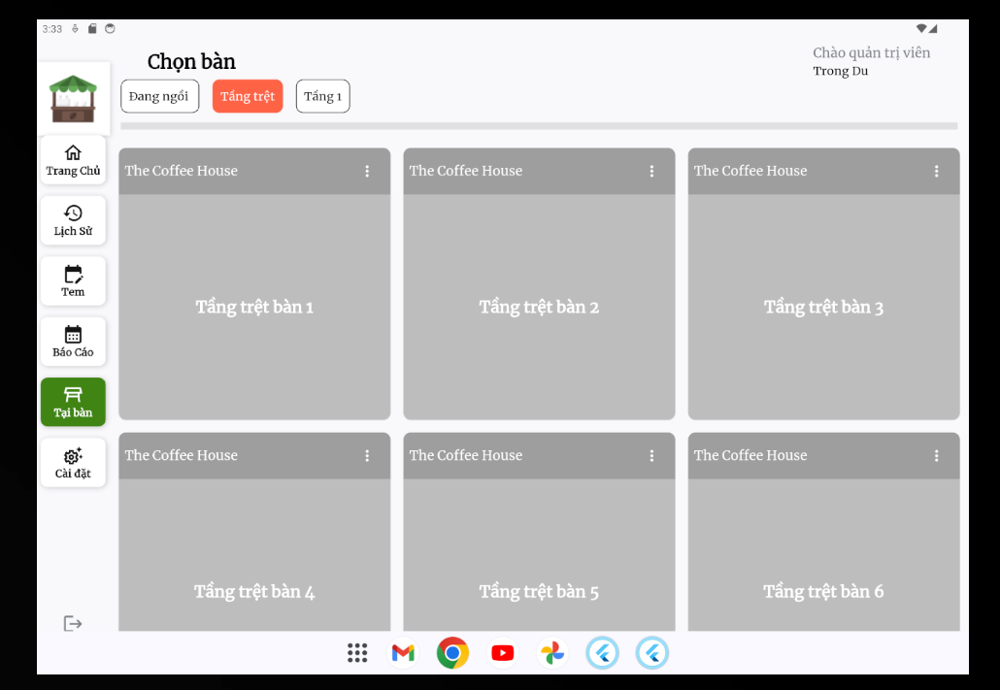 3:33
Chọn bàn
Chào quản trị viên
Trong Du
Đang ngồi
Tầng trệt
Tầng 1
Trang Chủ
Lịch Sử
Tem
Báo Cáo
Tại bàn
Cài đặt
The Coffee House
The Coffee House
The Coffee House
Tầng trệt bàn 1
Tầng trệt bàn 2
Tầng trệt bàn 3
The Coffee House
The Coffee House
The Coffee House
Tầng trệt bàn 4
Tầng trệt bàn 5
Tầng trệt bàn 6